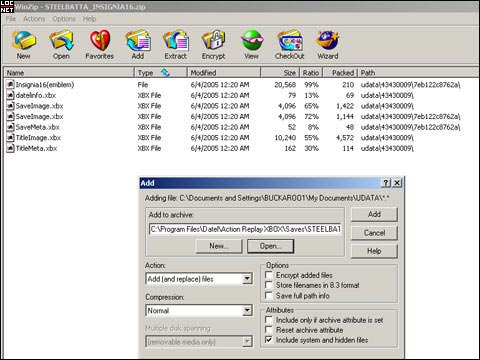 LOC
NET
WinZip - STEELBATTA_INSIGNIA16.zip
File Actions Options Help
New Open Favorites Add Extract Encrypt View CheckOut Wizard
Name Type Modified Size Ratio Packed Path
Insignia16(emblem) XBX File 6/4/2005 12:20 AM 20,568 99% 210 udata\43430009\7eb122c8762a\
dateinfo.xbx XBX File 6/4/2005 12:20 AM 79 13% 69 udata\43430009\
SaveImage.xbx XBX File 6/4/2005 12:20 AM 4,096 65% 1,422 udata\43430009\
SaveImage.xbx XBX File 6/4/2005 12:20 AM 4,096 72% 1,144 udata\43430009\7eb122c8762a\
SaveMeta.xbx XBX File 6/4/2005 12:20 AM 52 8% 48 udata\43430009\7eb122c8762a\
TitleImage.xbx XBX File 6/4/2005 12:20 AM 10,240 55% 4,572 udata\43430009\
TitleMeta.xbx XBX File 6/4/2005 12:20 AM 162 30% 114 udata\43430009\
Add
Adding file: C:\Documents and Settings\BUCKAROO1\My Documents\UDATA\*.*
Add to archive:
C:\Program Files\Datel\Action Replay XBOX\Saves\STEELBAT
New... Open...
Add
Cancel
Help
Action:
Add (and replace) files
Compression:
Normal
Multiple disk spanning:
(removable media only)
Options
Encrypt added files
Store filenames in 8.3 format
Save full path info
Attributes
Include only if archive attribute is set
Reset archive attribute
Include system and hidden files